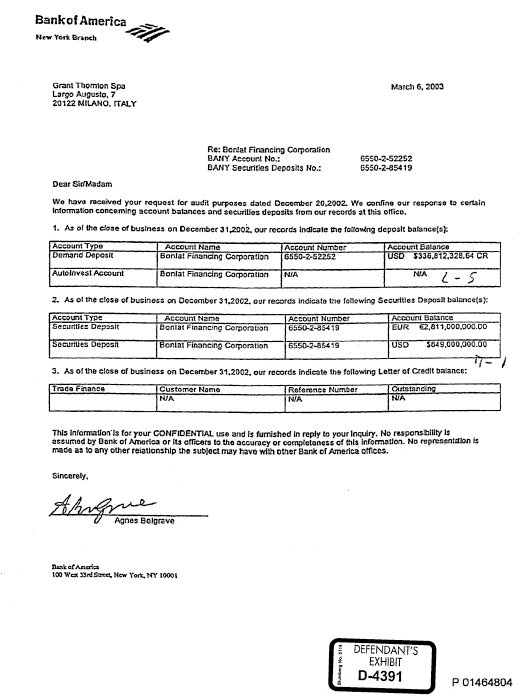 Bank of America
New York Branch
Grant Thornton Spa
March 6, 2003
Largo Augusto, 7
20122 MILANO, ITALY
Re: Bonlat Financing Corporation
BANY Account No.: 6550-2-52252
BANY Securities Deposits No.: 6550-2-85419
Dear Sir/Madam
We have received your request for audit purposes dated December 20,2002. We confine our response to certain
information concerning account balances and securities deposits from our records at this office.
1. As of the close of business on December 31,2002, our records indicate the following deposit balance(s):
Account Type Account Name Account Number Account Balance
Demand Deposit Bonlat Financing Corporation 6550-2-52252 USD $336,812,328.64 CR
AutoInvest Account Bonlat Financing Corporation N/A N/A
L - 5
2. As of the close of business on December 31,2002, our records indicate the following Securities Deposit balance(s):
Account Type Account Name Account Number Account Balance
Securities Deposit Bonlat Financing Corporation 6550-2-85419 EUR €2,811,000,000.00
Securities Deposit Bonlat Financing Corporation 6550-2-85419 USD $849,000,000.00
3. As of the close of business on December 31.2002, our records indicate the following Letter of Credit balance:
Trade Finance Customer Name Reference Number Outstanding
N/A N/A N/A
This information is for your CONFIDENTIAL use and is furnished in reply to your inquiry. No responsibility is
assumed by Bank of America or its officers to the accuracy or completeness of this information. No representation is
made as to any other relationship the subject may have with other Bank of America offices.
Sincerely,
Agnes Belgrave
Bank of America
100 West 33rd Street, New York, NY 10001
DEFENDANT'S
EXHIBIT
D-4391
P 01464804